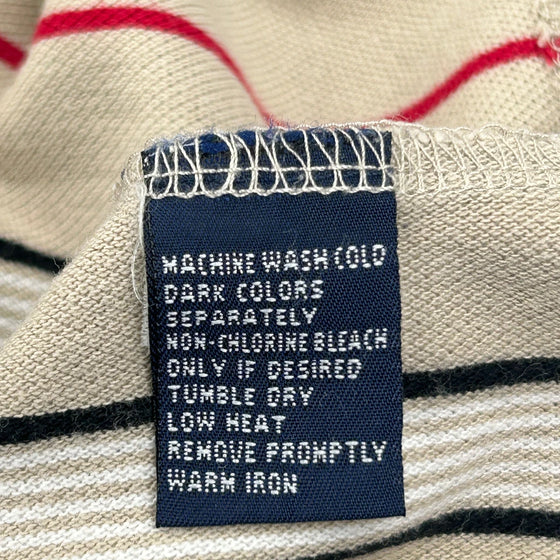 MACHINE WASH COLD
DARK COLORS
SEPARATELY
NON-CHLORINE BLEACH
ONLY IF DESIRED
TUMBLE DRY
LOW HEAT
REMOVE PROMPTLY
WARM IRON